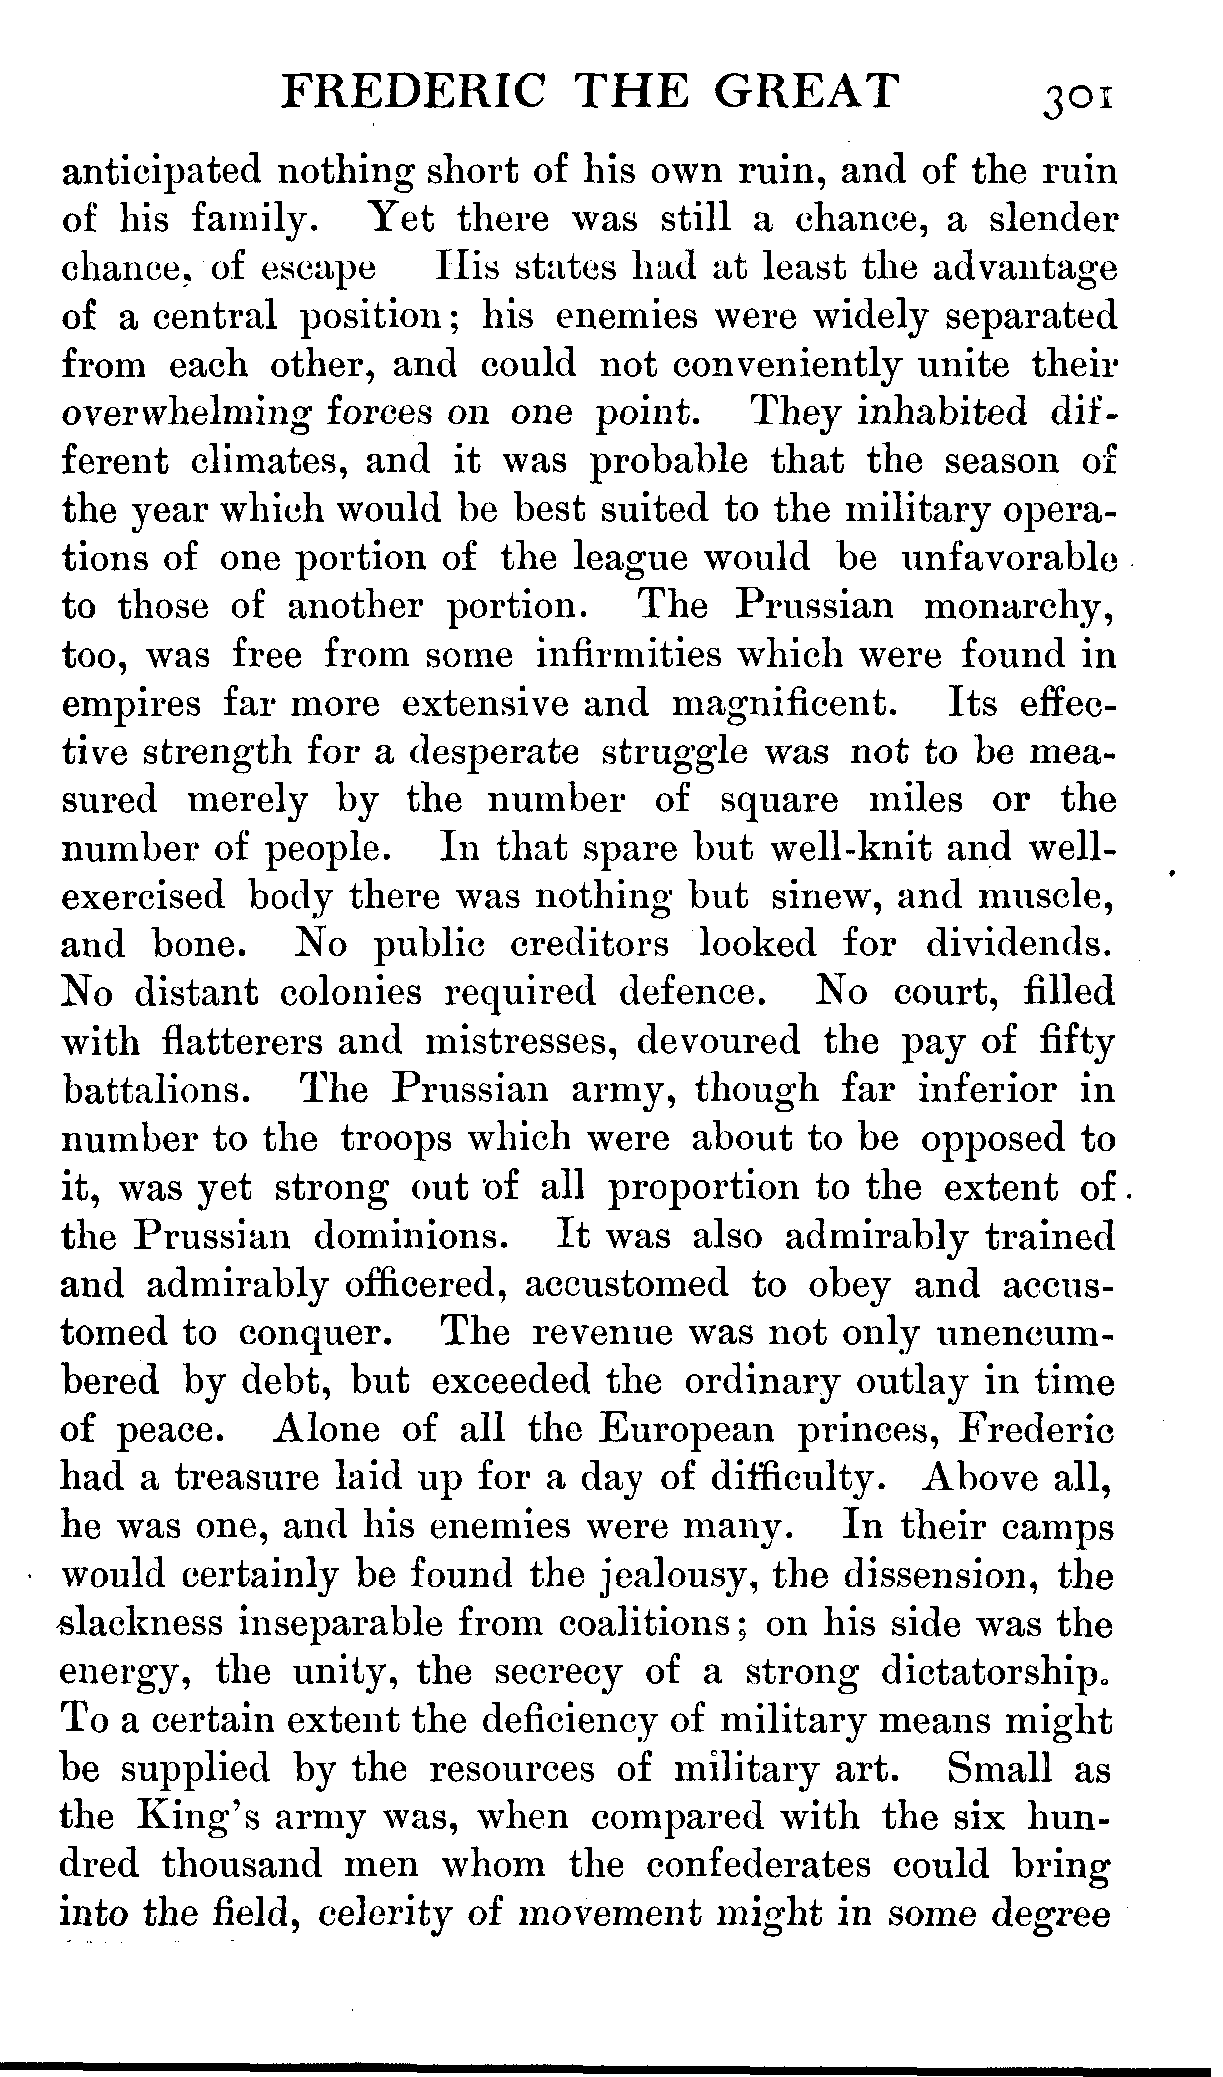 FREDERIC THE GREAT 301
anticipated nothing short of his own ruin, and of the ruin
of his family. Yet there was still a chance, a slender
chance, of escape His states had at least the advantage
of a central position; his enemies were widely separated
from each other, and could not conveniently unite their
overwhelming forces on one point. They inhabited dif-
ferent climates, and it was probable that the season of
the year which would be best suited to the military opera-
tions of one portion of the league would be unfavorable
to those of another portion. The Prussian monarchy,
too, was free from some infirmities which were found in
empires far more extensive and magnificent. Its effec-
tive strength for a desperate struggle was not to be mea-
sured merely by the number of square miles or the
number of people. In that spare but well-knit and well-
exercised body there was nothing but sinew, and muscle,
and bone. No public creditors looked for dividends.
No distant colonies required defence. No court, filled
with flatterers and mistresses, devoured the pay of fifty
battalions. The Prussian army, though far inferior in
number to the troops which were about to be opposed to
it, was yet strong out of all proportion to the extent of
the Prussian dominions. It was also admirably trained
and admirably officered, accustomed to obey and accus-
tomed to conquer. The revenue was not only unencum-
bered by debt, but exceeded the ordinary outlay in time
of peace. Alone of all the European princes, Frederic
had a treasure laid up for a day of difficulty. Above all,
he was one, and his enemies were many. In their camps
would certainly be found the jealousy, the dissension, the
slackness inseparable from coalitions; on his side was the
energy, the unity, the secrecy of a strong dictatorship.
To a certain extent the deficiency of military means might
be supplied by the resources of military art. Small as
the King's army was, when compared with the six hun-
dred thousand men whom the confederates could bring
into the field, celerity of movement might in some degree